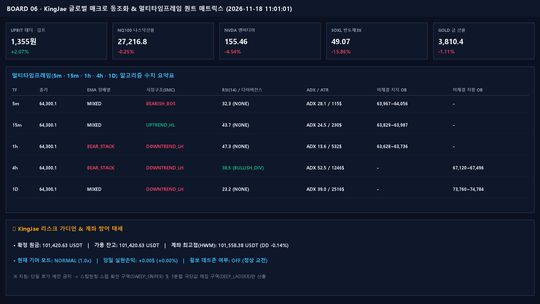 BOARD 06 - KingJae 글로벌 매크로 동조화 & 멀티타임프레임 퀀트 매트릭스 (2026-11-18 11:01:01)
UPBIT 테더
1,355원
+2.07%
NQ100 나스닥선물
27,216.8
-0.25%
NVDA 엔비디아
155.46
-4.54%
SOXL 반도체3X
49.07
-15.86%
GOLD 금 선물
3,810.4
-1.11%
멀티타임프레임(5m · 15m · 1h · 4h · 1D) 알고리즘 수치 요약표
TF 종가 EMA 정배열 시장구조(SMC) RSI(14) / 다이버전스 ADX / ATR 미체결 지지 OB 미체결 저항 OB
5m 64,300.1 MIXED BEARISH_BOS 32.3 (NONE) ADX 28.1 / 115$ 63,967~64,056 -
15m 64,300.1 MIXED UPTREND_HL 43.7 (NONE) ADX 24.5 / 230$ 63,829~63,987 -
1h 64,300.1 BEAR_STACK DOWNTREND_LH 47.3 (NONE) ADX 13.6 / 532$ 63,628~63,736 -
4h 64,300.1 BEAR_STACK DOWNTREND_LH 38.5 (BULLISH_DIV) ADX 52.5 / 1246$ - 67,120~67,496
1D 64,300.1 MIXED DOWNTREND_LH 23.2 (NONE) ADX 39.0 / 2516$ - 73,760~74,784
KingJae 리스크 가디언 & 계좌 방어 태세
• 확정 원금: 101,420.63 USDT | 가용 잔고: 101,420.63 USDT | 계좌 최고점(HWM): 101,558.38 USDT (DD -0.14%)
• 현재 기어 모드: NORMAL (1.0x) | 당일 실현손익: +0.00$ (+0.00%) | 펌보 데드존 여부: OFF (정상 교전)